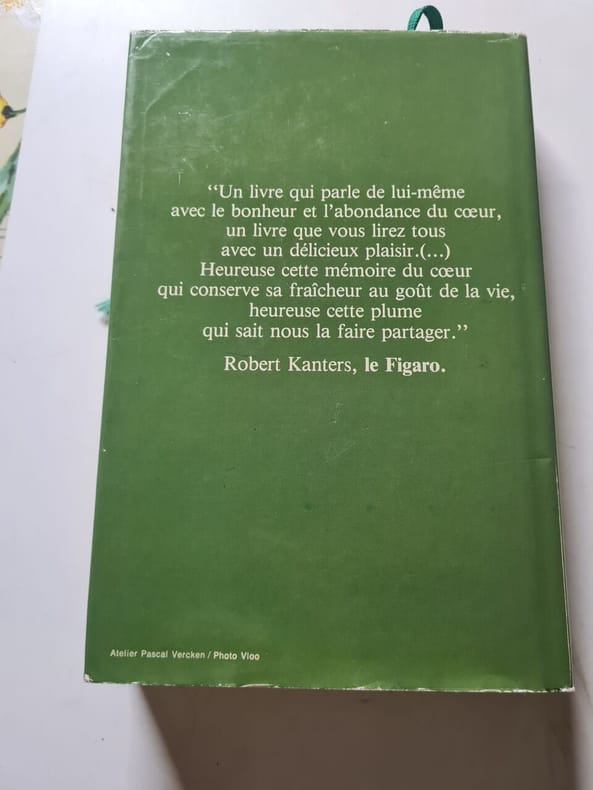 “Un livre qui parle de lui-même
avec le bonheur et l’abondance du cœur,
un livre que vous lirez tous
avec un délicieux plaisir.(...)
Heureuse cette mémoire du cœur
qui conserve sa fraîcheur au goût de la vie,
heureuse cette plume
qui sait nous la faire partager.”
Robert Kanters, le Figaro.
Atelier Pascal Vercken / Photo Vloo